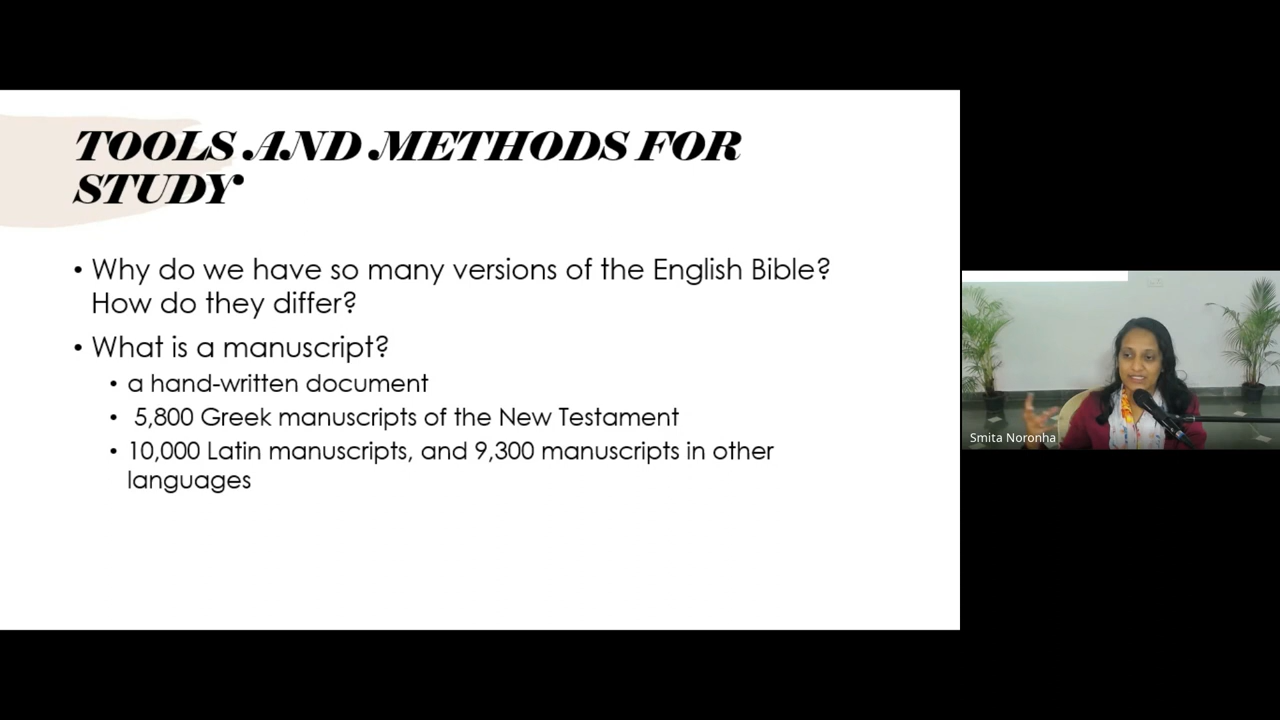 TOOLS AND METHODS FOR
STUDY
• Why do we have so many versions of the English Bible?
How do they differ?
• What is a manuscript?
• a hand-written document
• 5,800 Greek manuscripts of the New Testament
• 10,000 Latin manuscripts, and 9,300 manuscripts in other
languages
Smita Noronha